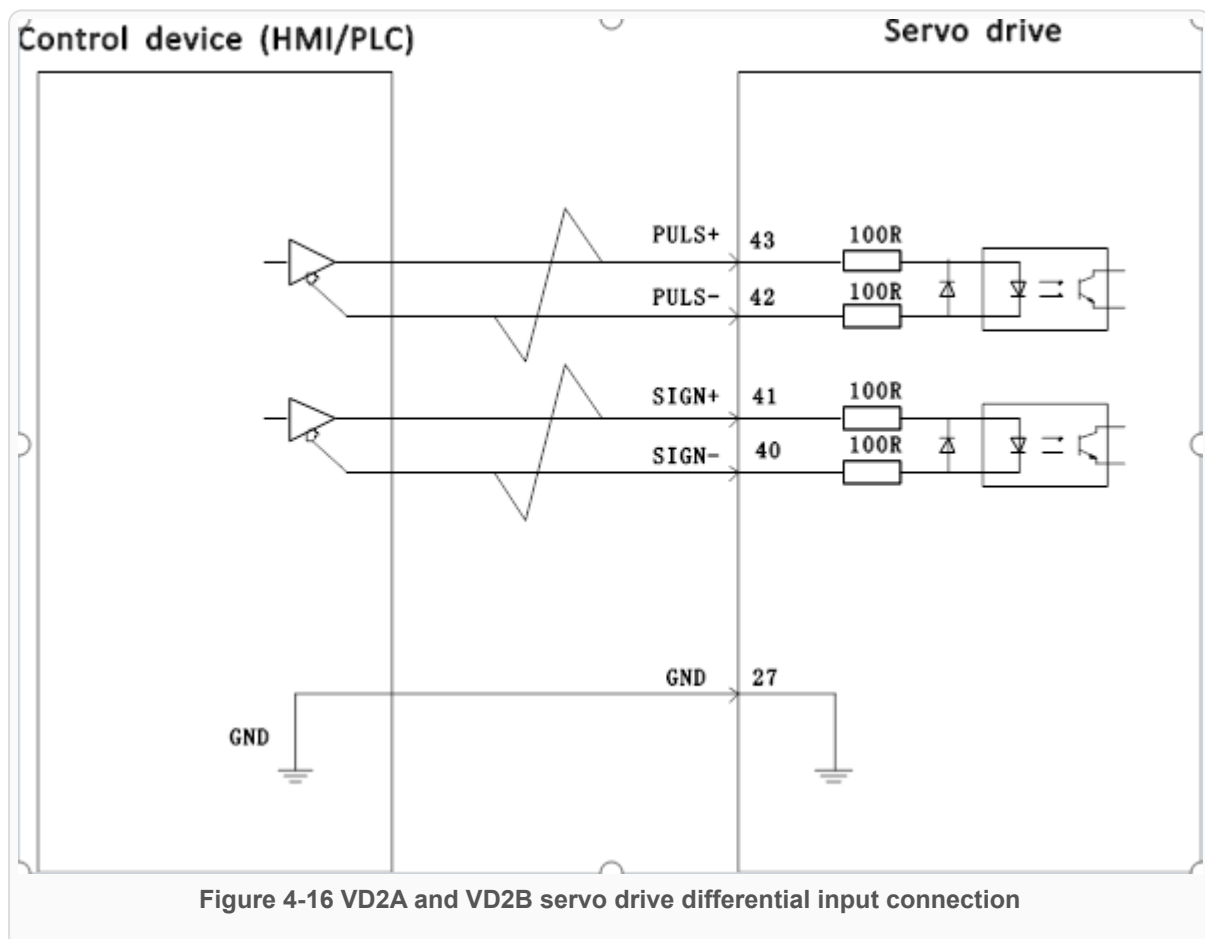 Control device (HMI/PLC)
Servo drive
PULS+ 43 100R
PULS- 42 100R
SIGN+ 41 100R
SIGN- 40 100R
GND 27
GND
Figure 4-16 VD2A and VD2B servo drive differential input connection